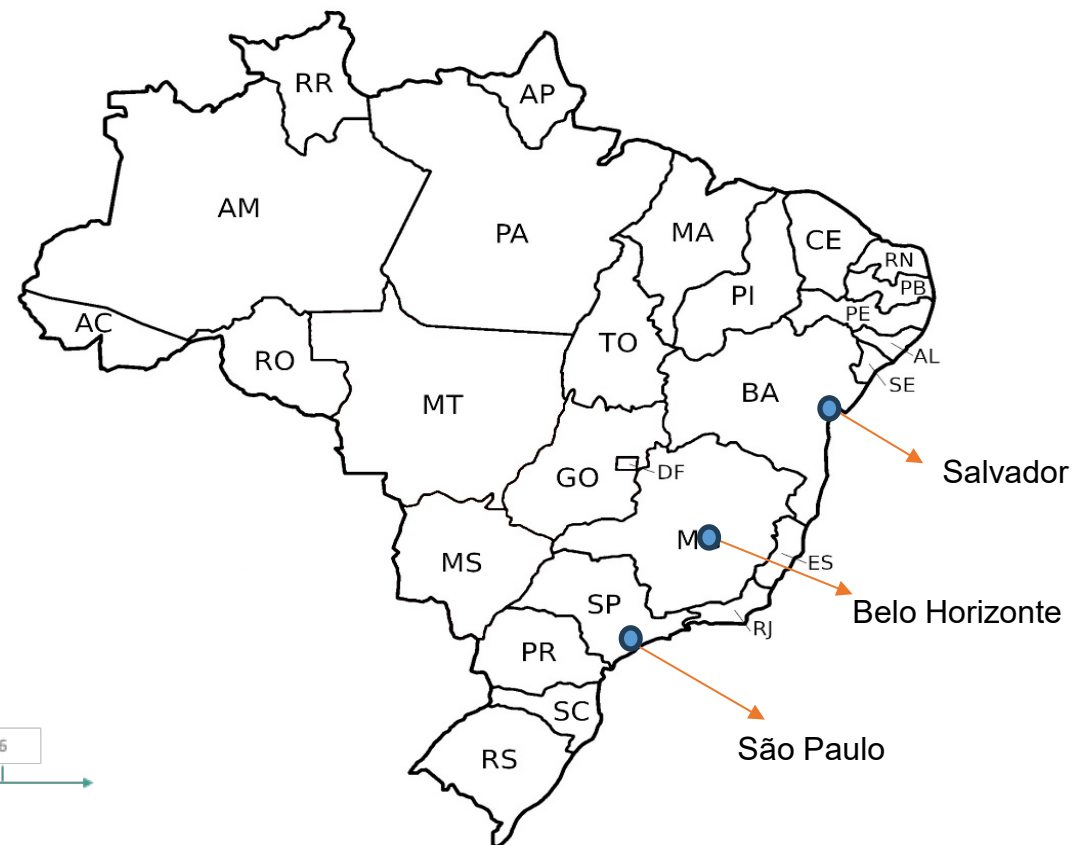 RR
AP
AM
PA
MA
CE
RN
PB
PI
PE
AC
TO
AL
RO
SE
BA
MT
Salvador
GO
DF
M
MS
ES
SP
Belo Horizonte
RJ
PR
SC
São Paulo
RS
6